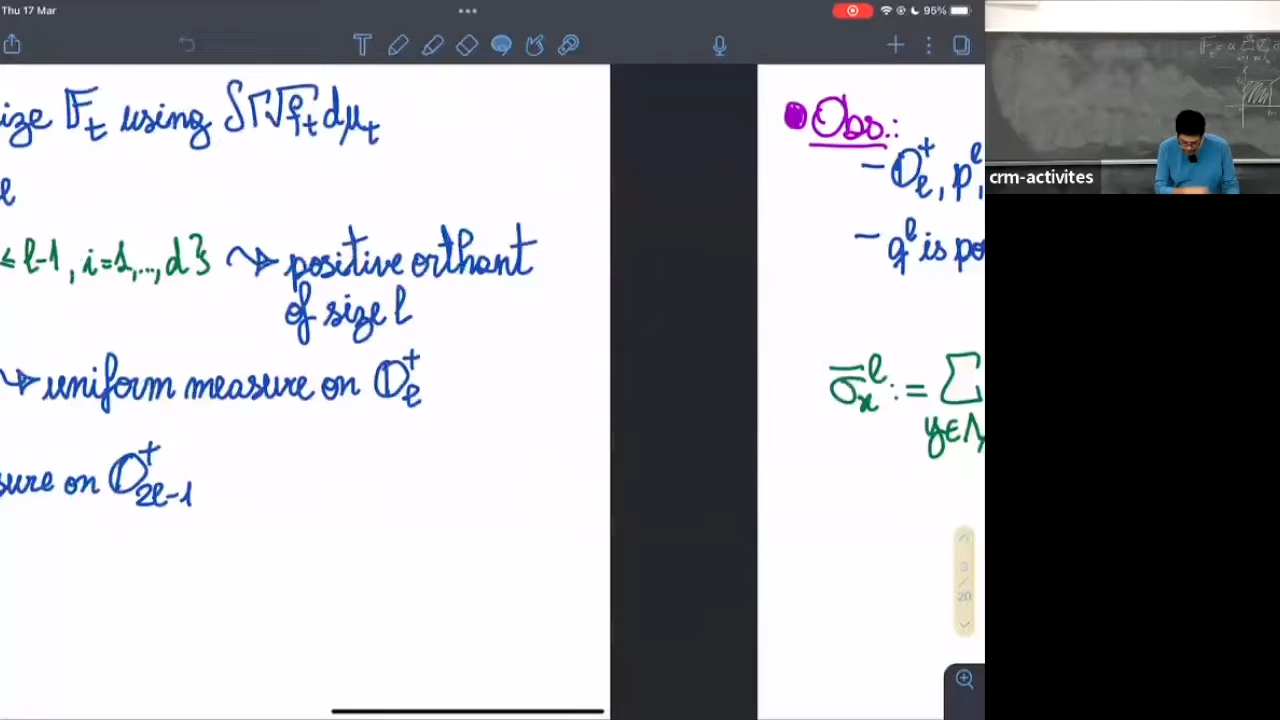 Thu 17 Mar
95%
ize 𝔽_t using ∫Γ√f_t dμ_t
ℓ
≤ ℓ-1, i=1,..., d} ⇝ positive orthant
of size ℓ
⇝ uniform measure on 𝕆_ℓ^+
sure on 𝕆_{2ℓ-1}^+
Obs.:
- 𝕆_ℓ^+, p^ℓ,
- q^ℓ is po
σ̄_x^ℓ := Σ
y∈Λ
20
crm-activites